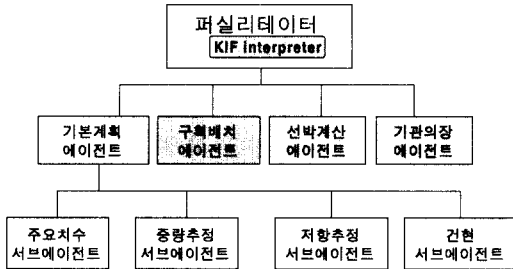 퍼실리테이터
KIF Interpreter
기본계획
에이전트
구획배치
에이전트
선박계산
에이전트
기관의장
에이전트
주요치수
서브에이전트
중량추정
서브에이전트
저항추정
서브에이전트
건현
서브에이전트